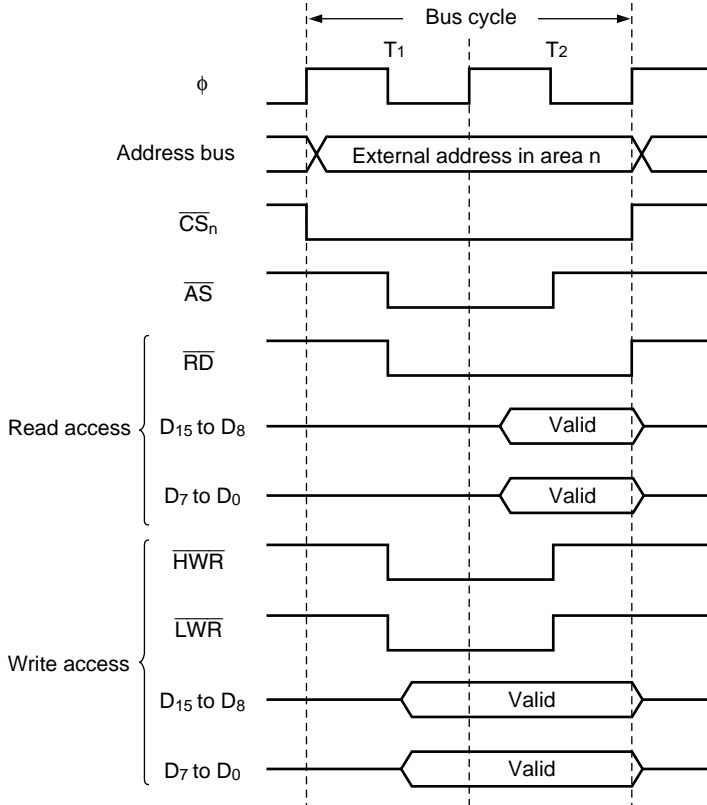 Bus cycle
T1 T2
ϕ
Address bus External address in area n
CSn
AS
Read access
RD
D15 to D8 Valid
D7 to D0 Valid
Write access
HWR
LWR
D15 to D8 Valid
D7 to D0 Valid